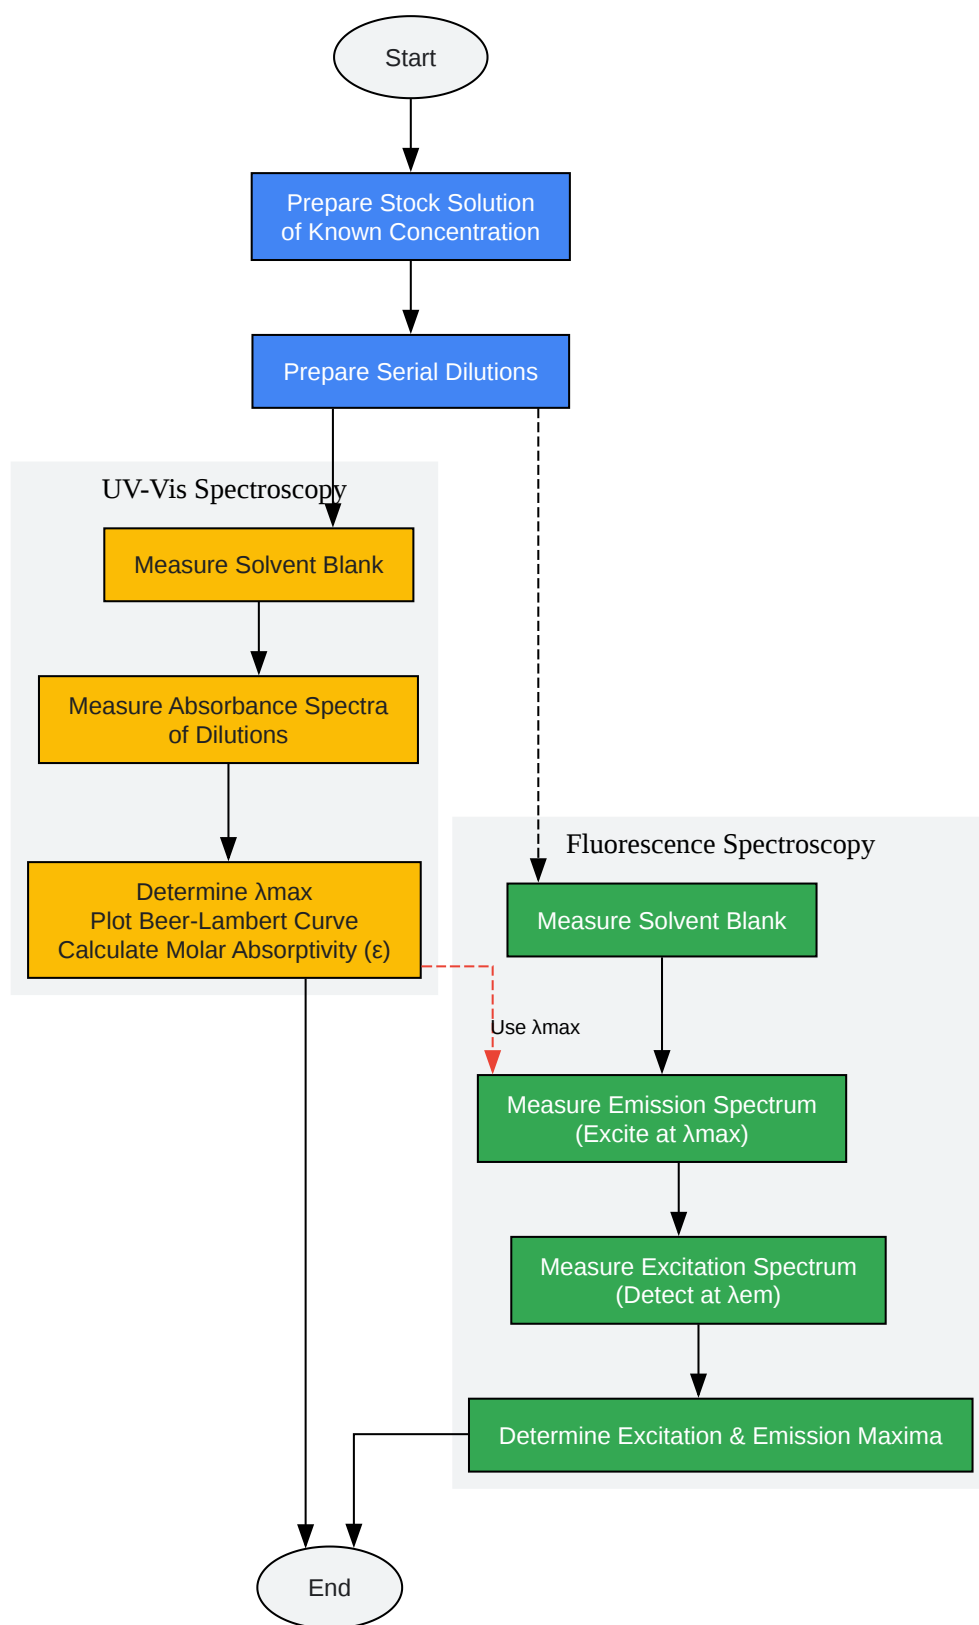 Start
Prepare Stock Solution
of Known Concentration
Prepare Serial Dilutions
UV-Vis Spectroscopy
Measure Solvent Blank
Measure Absorbance Spectra
of Dilutions
Determine λmax
Plot Beer-Lambert Curve
Calculate Molar Absorptivity (ε)
Fluorescence Spectroscopy
Measure Solvent Blank
Use λmax
Measure Emission Spectrum
(Excite at λmax)
Measure Excitation Spectrum
(Detect at λem)
Determine Excitation & Emission Maxima
End